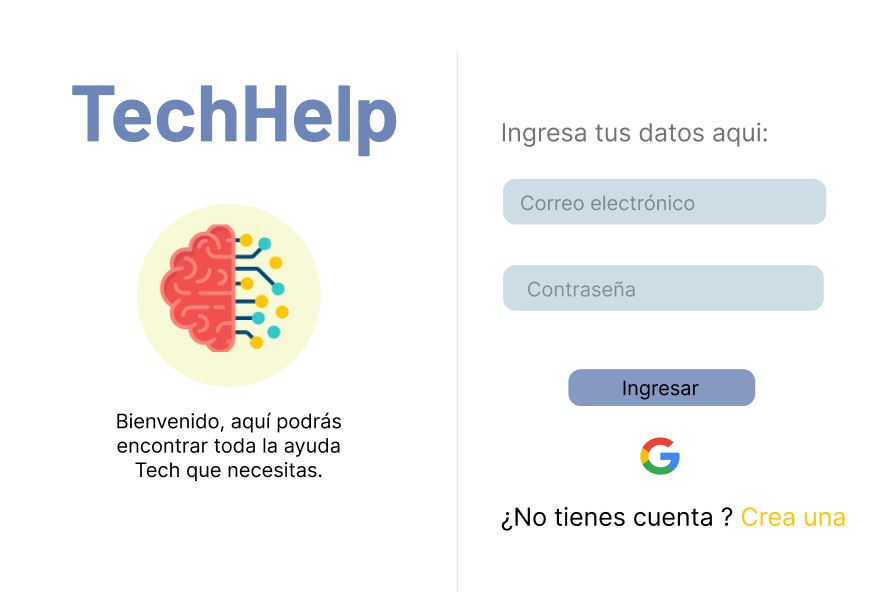 TechHelp
Bienvenido, aquí podrás
encontrar toda la ayuda
Tech que necesitas.
Ingresa tus datos aqui:
Correo electrónico
Contraseña
Ingresar
¿No tienes cuenta ? Crea una